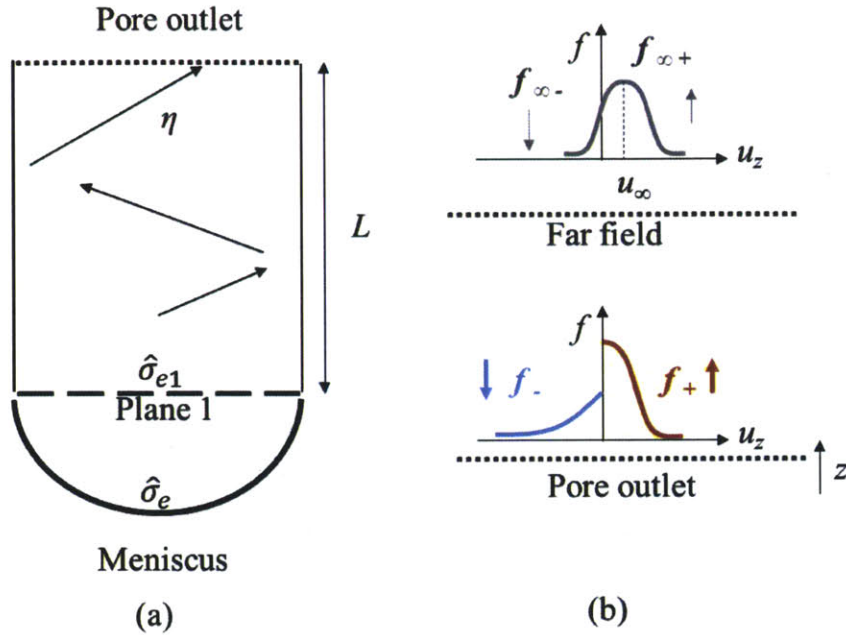 Pore outlet
η
L
σ̂e1
Plane 1
σ̂e
Meniscus
(a)
f
f∞+
f∞-
uz
u∞
Far field
f
f-
f+
uz
z
Pore outlet
(b)